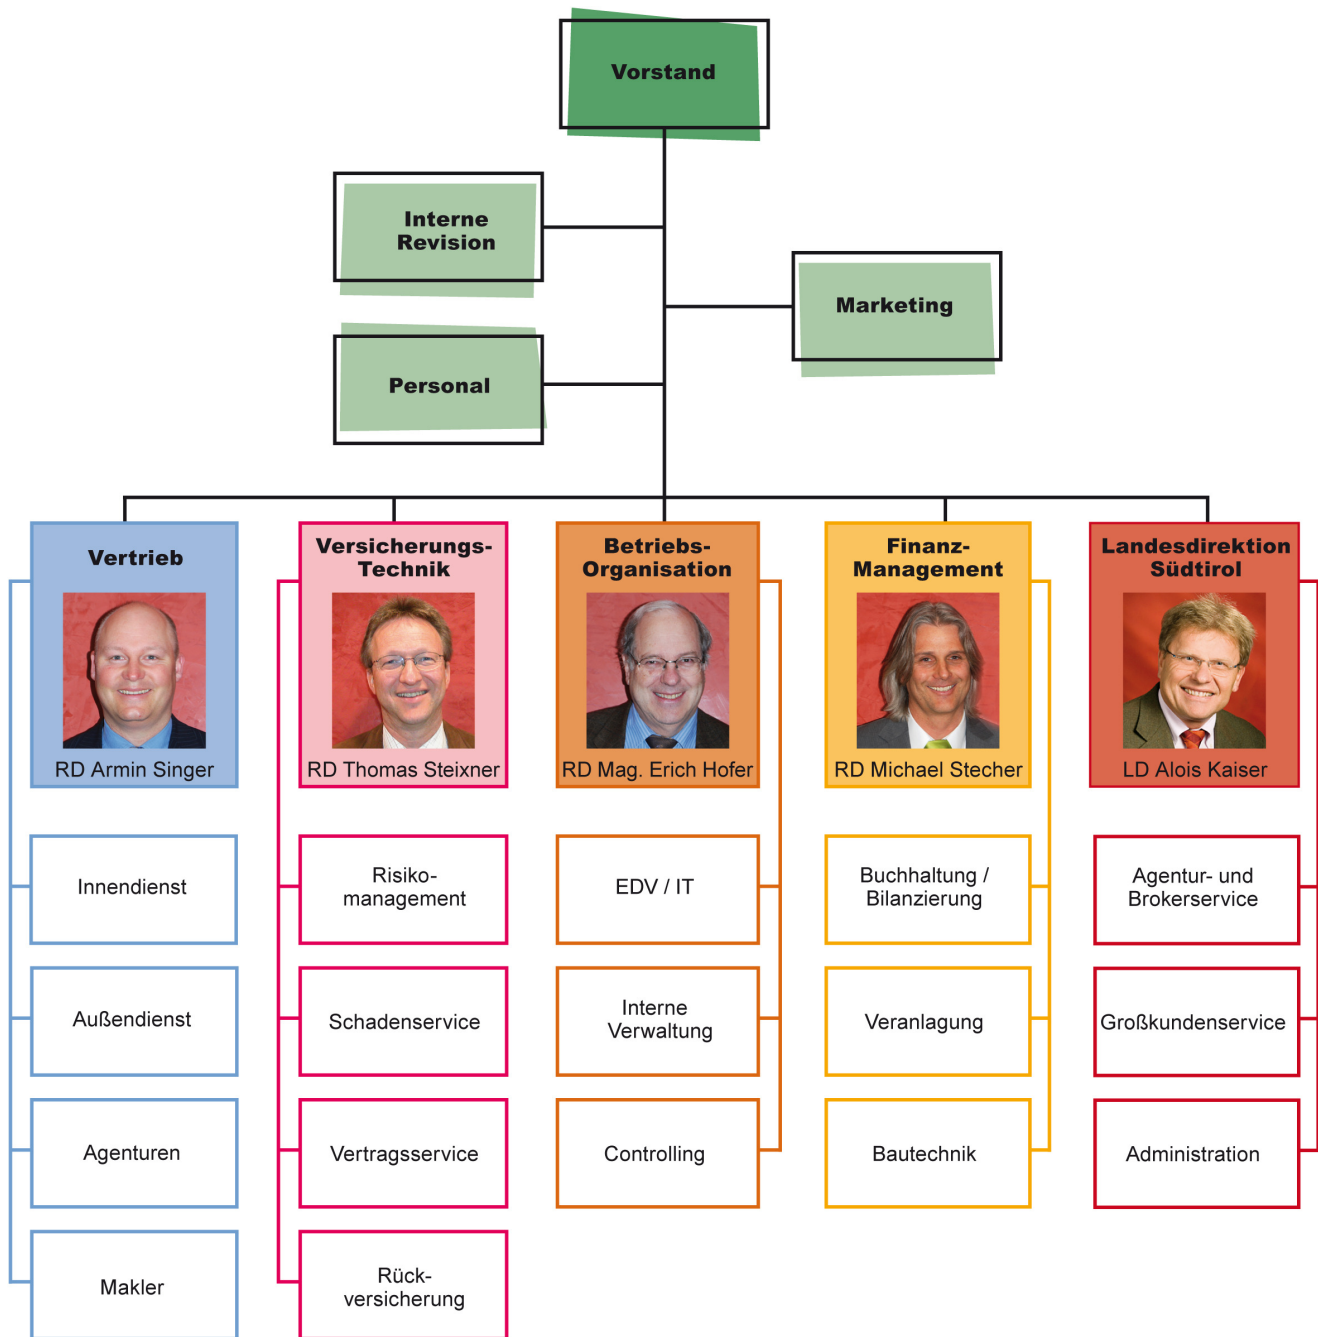 Vorstand
Interne
Revision
Marketing
Personal
Vertrieb
RD Armin Singer
Innendienst
Außendienst
Agenturen
Makler
Versicherungs-
Technik
RD Thomas Steixner
Risiko-
management
Schadenservice
Vertragsservice
Rück-
versicherung
Betriebs-
Organisation
RD Mag. Erich Hofer
EDV / IT
Interne
Verwaltung
Controlling
Finanz-
Management
RD Michael Stecher
Buchhaltung /
Bilanzierung
Veranlagung
Bautechnik
Landesdirektion
Südtirol
LD Alois Kaiser
Agentur- und
Brokerservice
Großkundenservice
Administration